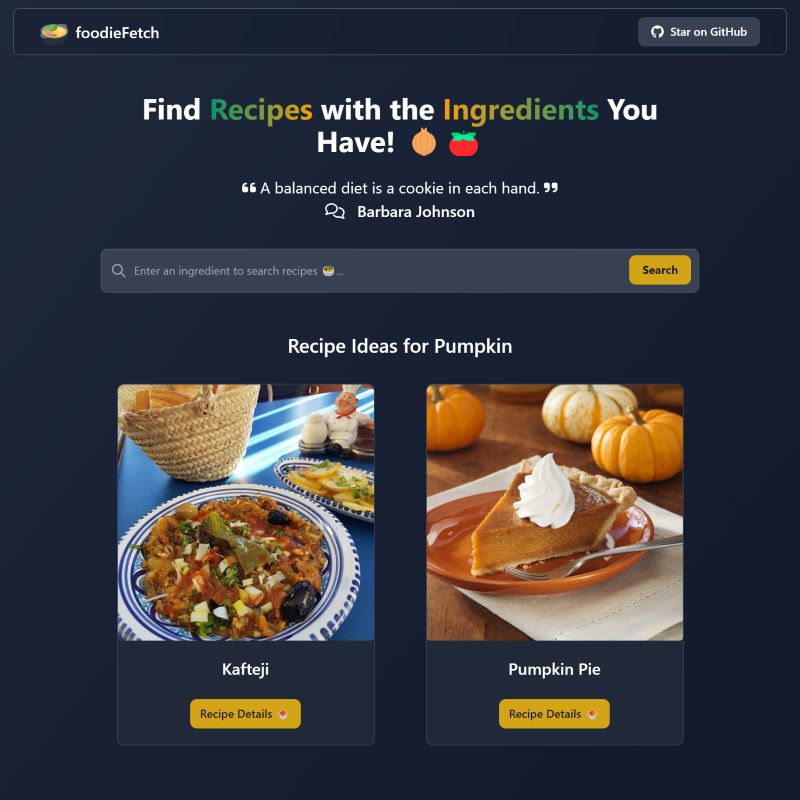 foodieFetch
Star on GitHub
Find Recipes with the Ingredients You
Have! 🧅 🍅
❝ A balanced diet is a cookie in each hand. ❞
Barbara Johnson
Enter an ingredient to search recipes 🍲...
Search
Recipe Ideas for Pumpkin
Kafteji
Pumpkin Pie
Recipe Details
Recipe Details